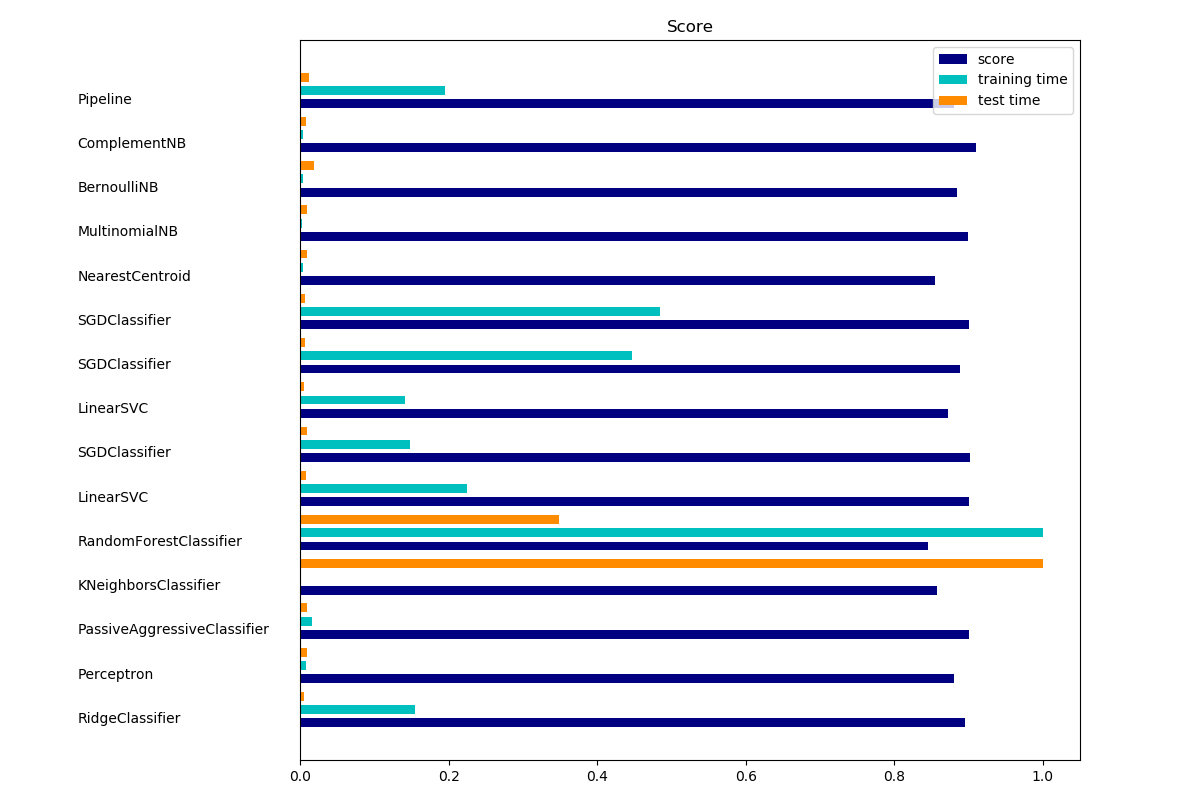 Score
score
training time
test time
Pipeline
ComplementNB
BernoulliNB
MultinomialNB
NearestCentroid
SGDClassifier
SGDClassifier
LinearSVC
SGDClassifier
LinearSVC
RandomForestClassifier
KNeighborsClassifier
PassiveAggressiveClassifier
Perceptron
RidgeClassifier
0.0 0.2 0.4 0.6 0.8 1.0